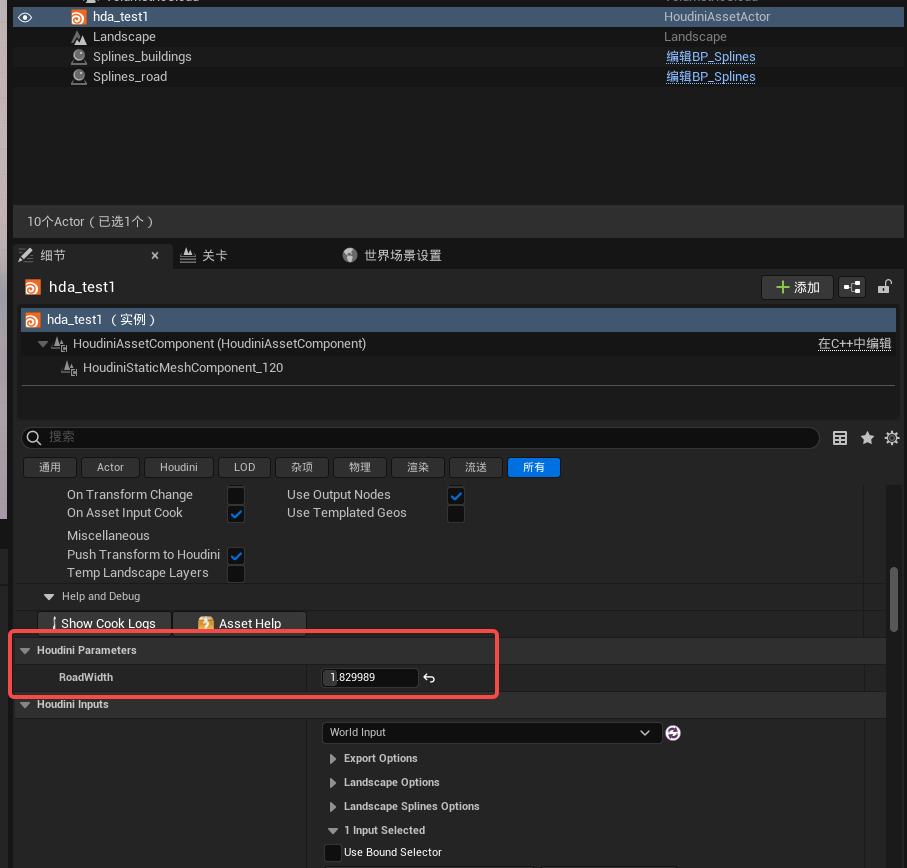 hda_test1 HoudiniAssetActor
Landscape Landscape
Splines_buildings 编辑BP_Splines
Splines_road 编辑BP_Splines
10个Actor（已选1个）
细节 × 关卡 世界场景设置
hda_test1 添加
hda_test1 （实例）
HoudiniAssetComponent (HoudiniAssetComponent) 在C++中编辑
HoudiniStaticMeshComponent_120
搜索
通用 Actor Houdini LOD 杂项 物理 渲染 流送 所有
On Transform Change Use Output Nodes
On Asset Input Cook Use Templated Geos
Miscellaneous
Push Transform to Houdini
Temp Landscape Layers
Help and Debug
Show Cook Logs Asset Help
Houdini Parameters
RoadWidth 1.829989
Houdini Inputs
World Input
Export Options
Landscape Options
Landscape Splines Options
1 Input Selected
Use Bound Selector